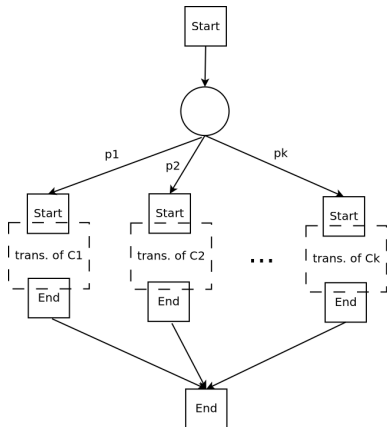 Start
p1
p2
pk
Start
Start
Start
trans. of C1
trans. of C2
...
trans. of Ck
End
End
End
End